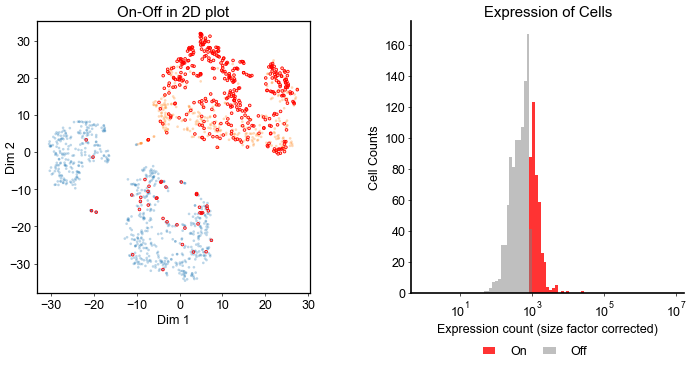 On-Off in 2D plot
Dim 2
30
20
10
0
−10
−20
−30
−30 −20 −10 0 10 20 30
Dim 1
Expression of Cells
Cell Counts
160
140
120
100
80
60
40
20
0
10^1 10^3 10^5 10^7
Expression count (size factor corrected)
On Off